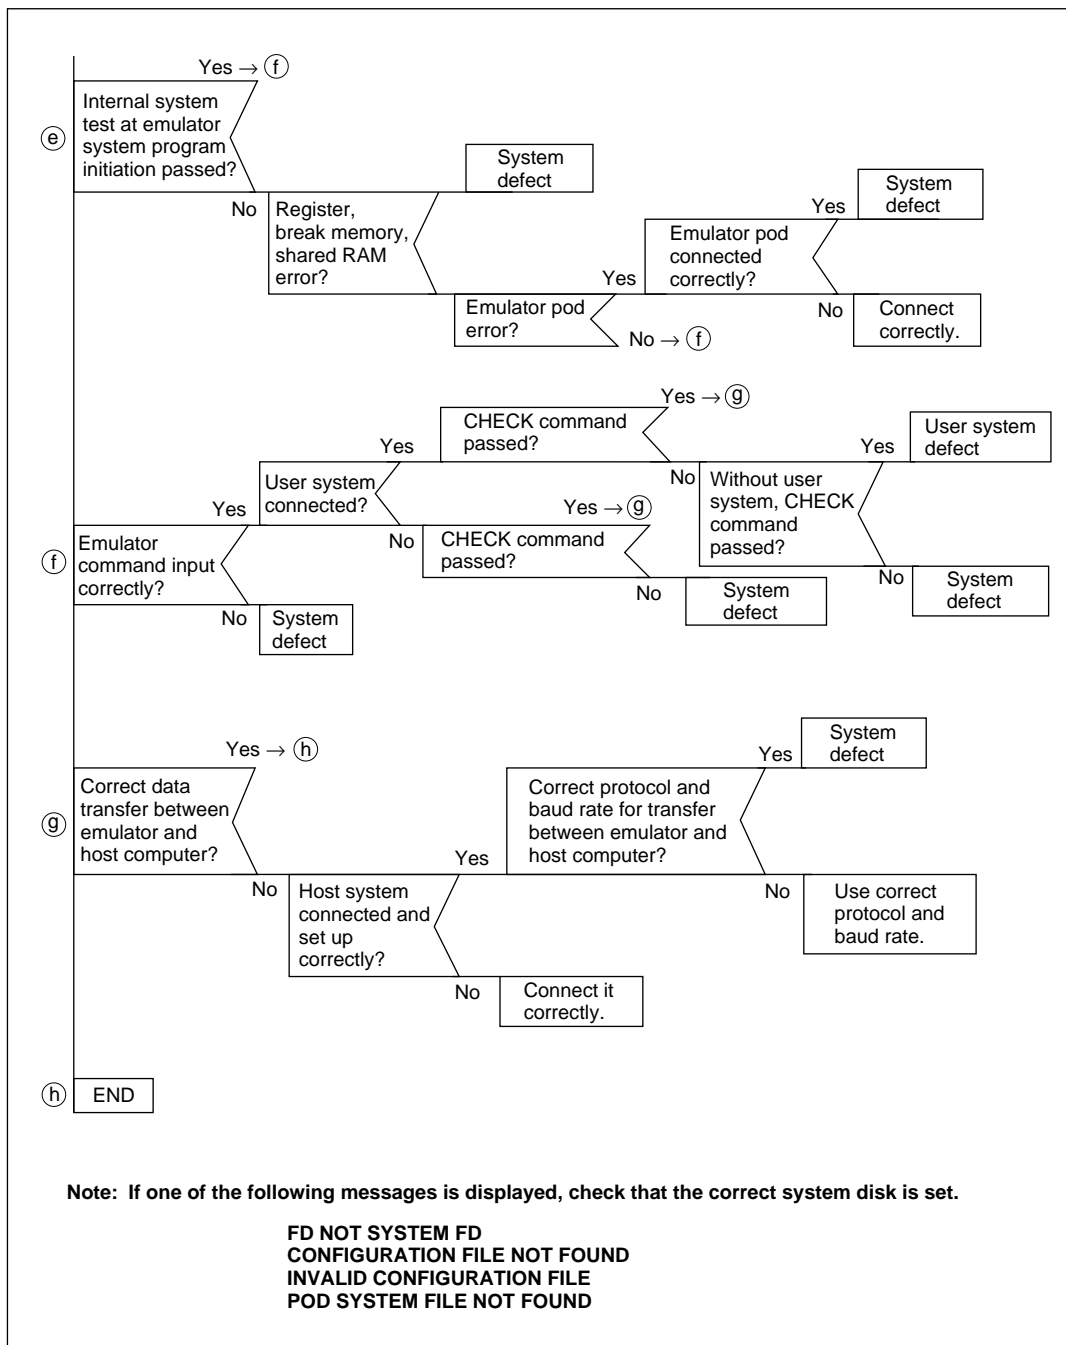 Yes → f
e
Internal system
test at emulator
system program
initiation passed?
No
Register,
break memory,
shared RAM
error?
System
defect
Emulator pod
error?
Yes
No → f
Emulator pod
connected
correctly?
Yes
System
defect
No
Connect
correctly.
f
Emulator
command input
correctly?
Yes
No
System
defect
User system
connected?
Yes
CHECK command
passed?
Yes → g
No
Without user
system, CHECK
command
passed?
Yes
User system
defect
No
System
defect
No
CHECK command
passed?
Yes → g
No
System
defect
Yes → h
g
Correct data
transfer between
emulator and
host computer?
No
Host system
connected and
set up
correctly?
Yes
Correct protocol and
baud rate for transfer
between emulator and
host computer?
Yes
System
defect
No
Use correct
protocol and
baud rate.
No
Connect it
correctly.
h
END
Note: If one of the following messages is displayed, check that the correct system disk is set.
FD NOT SYSTEM FD
CONFIGURATION FILE NOT FOUND
INVALID CONFIGURATION FILE
POD SYSTEM FILE NOT FOUND